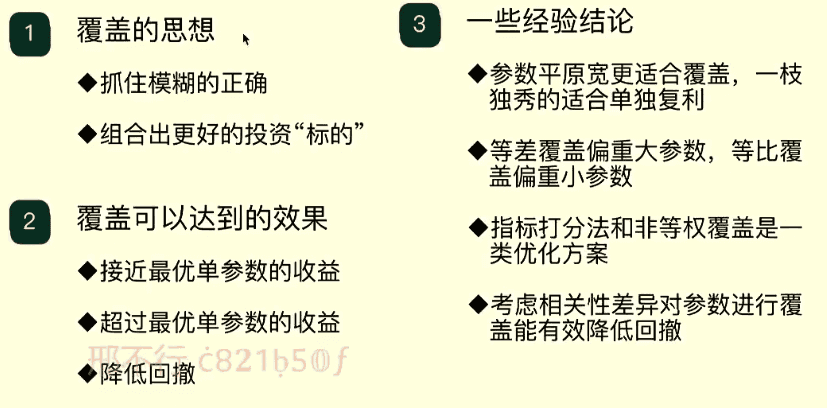 1 覆盖的思想
◆抓住模糊的正确
◆组合出更好的投资“标的”
2 覆盖可以达到的效果
◆接近最优单参数的收益
◆超过最优单参数的收益
◆降低回撤
3 一些经验结论
◆参数平原宽更适合覆盖，一枝
独秀的适合单独复利
◆等差覆盖偏重大参数，等比覆
盖偏重小参数
◆指标打分法和非等权覆盖是一
类优化方案
◆考虑相关性差异对参数进行覆
盖能有效降低回撤